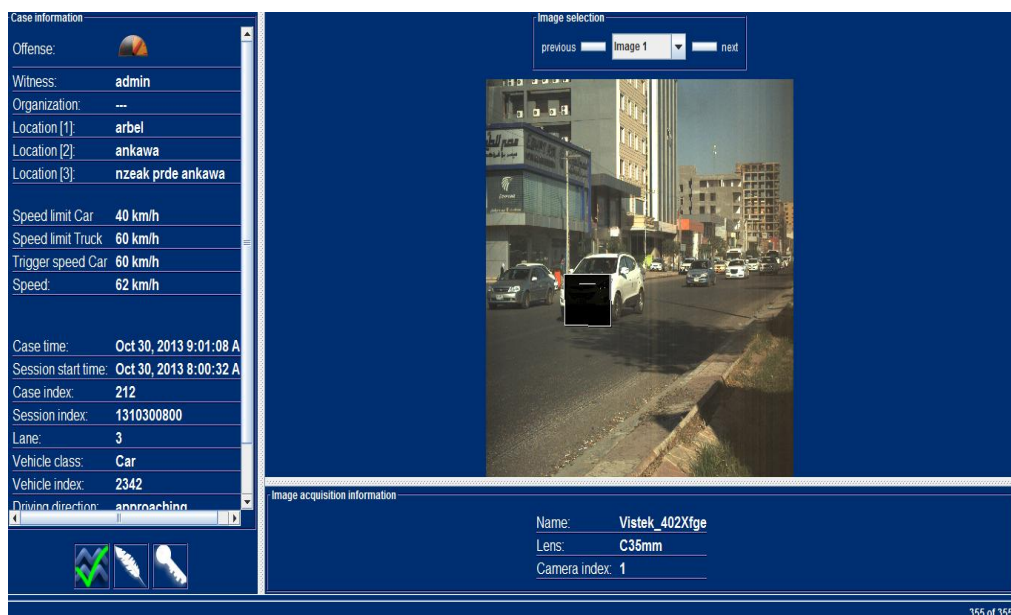 Case information
Offense:
Witness: admin
Organization: ---
Location [1]: arbel
Location [2]: ankawa
Location [3]: nzeak prde ankawa
Speed limit Car 40 km/h
Speed limit Truck 60 km/h
Trigger speed Car 60 km/h
Speed: 62 km/h
Case time: Oct 30, 2013 9:01:08 A
Session start time: Oct 30, 2013 8:00:32 A
Case index: 212
Session index: 1310300800
Lane: 3
Vehicle class: Car
Vehicle index: 2342
Driving direction: approaching
Image selection
previous Image 1 next
Image acquisition information
Name: Vistek_402Xfge
Lens: C35mm
Camera index: 1
355 of 355